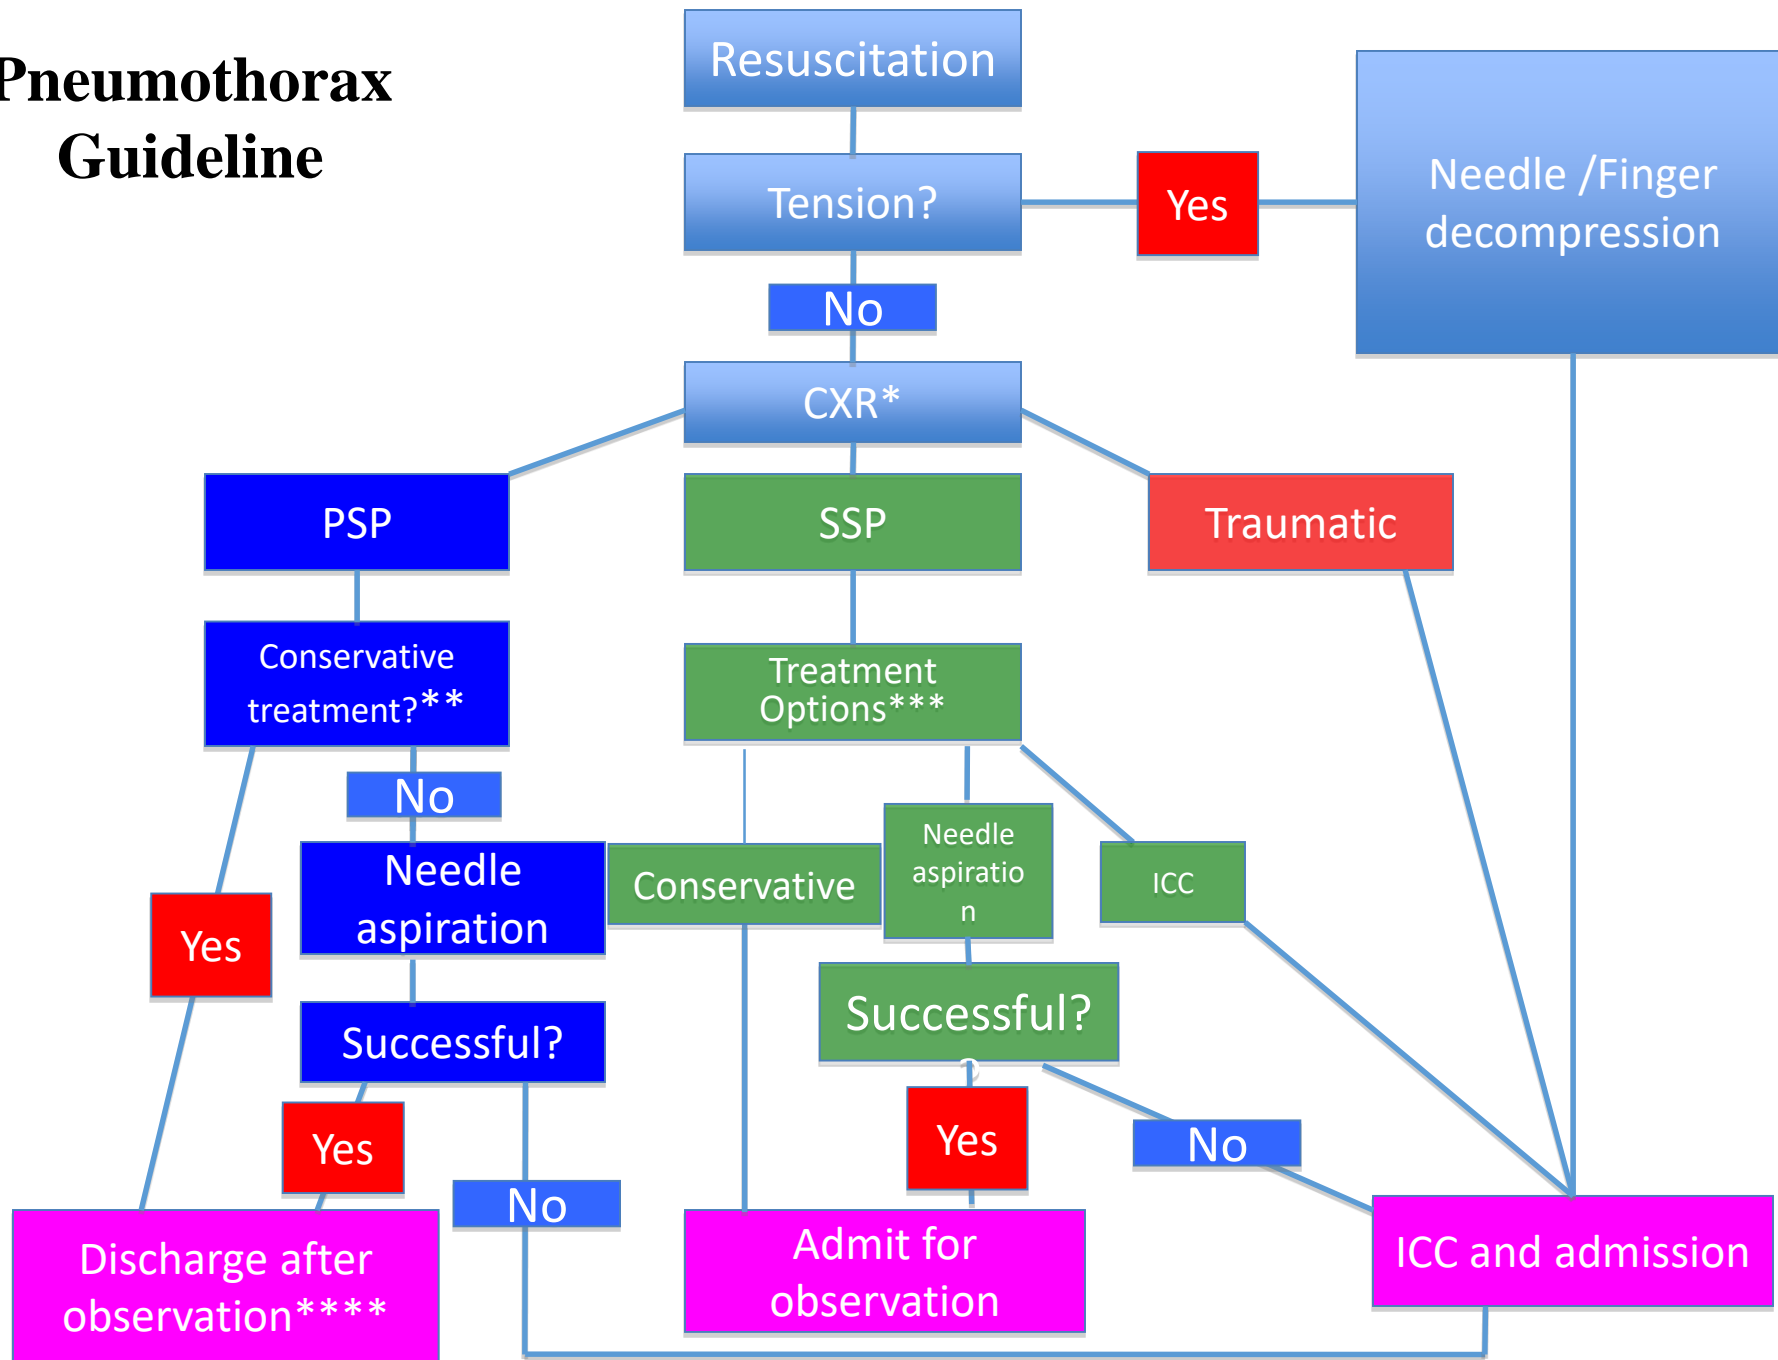 Pneumothorax
Guideline
Resuscitation
Tension?
Yes
Needle /Finger
decompression
No
CXR*
PSP
SSP
Traumatic
Conservative
treatment?**
Treatment
Options***
No
Needle
aspiration
Conservative
Needle
aspiratio
n
ICC
Yes
Successful?
Successful?
?
Yes
No
Yes
No
Discharge after
observation****
Admit for
observation
ICC and admission